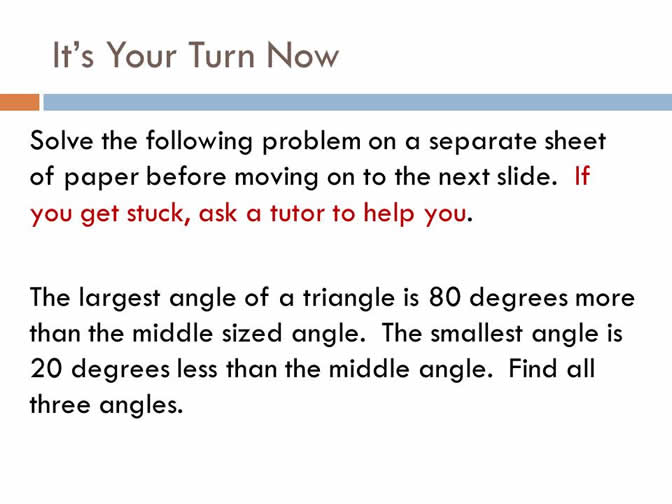 It's Your Turn Now
Solve the following problem on a separate sheet
of paper before moving on to the next slide. If
you get stuck, ask a tutor to help you.
The largest angle of a triangle is 80 degrees more
than the middle sized angle. The smallest angle is
20 degrees less than the middle angle. Find all
three angles.